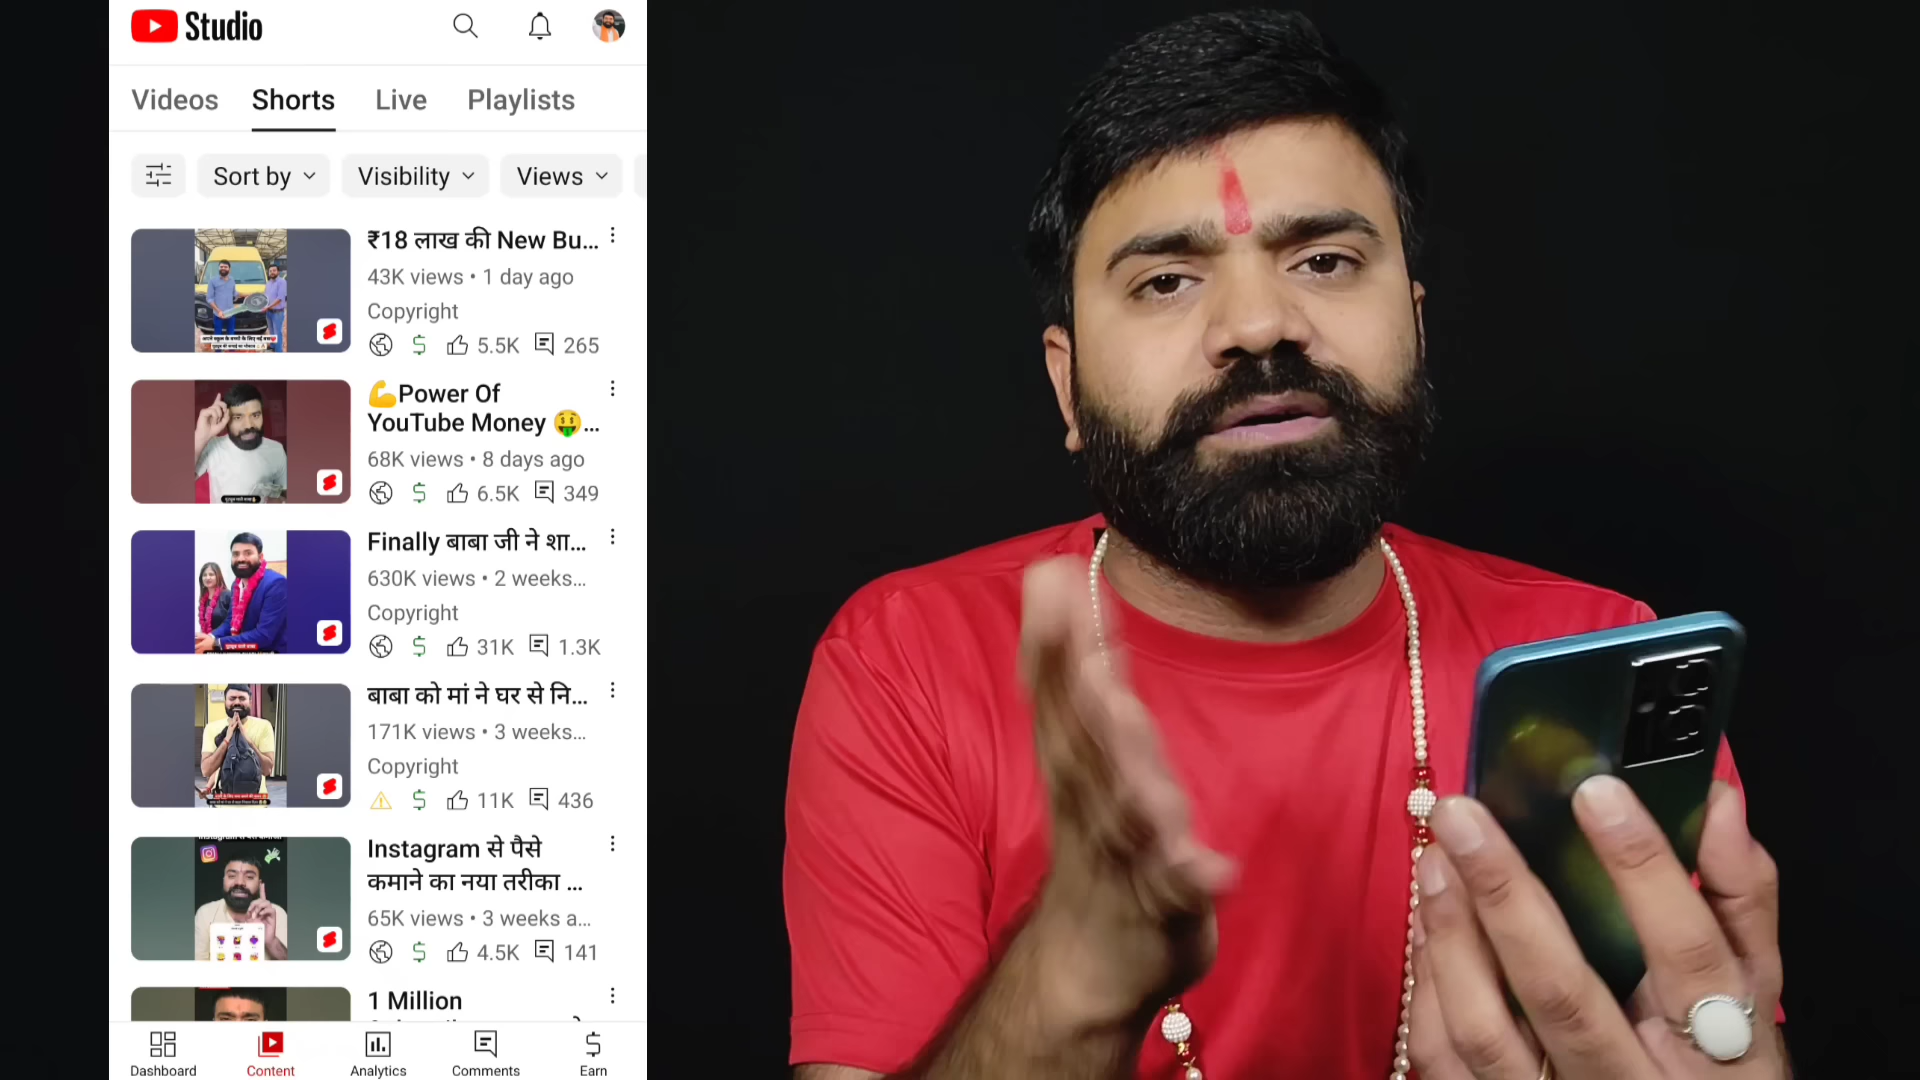 Studio
Videos Shorts Live Playlists
Sort by Visibility Views
₹18 लाख की New Bu...
43K views • 1 day ago
Copyright
5.5K 265
💪Power Of
YouTube Money 🤑...
68K views • 8 days ago
6.5K 349
Finally बाबा जी ने शा...
630K views • 2 weeks...
Copyright
31K 1.3K
बाबा को मां ने घर से नि...
171K views • 3 weeks...
Copyright
11K 436
Instagram से पैसे
कमाने का नया तरीका ...
65K views • 3 weeks a...
4.5K 141
1 Million
Dashboard Content Analytics Comments Earn